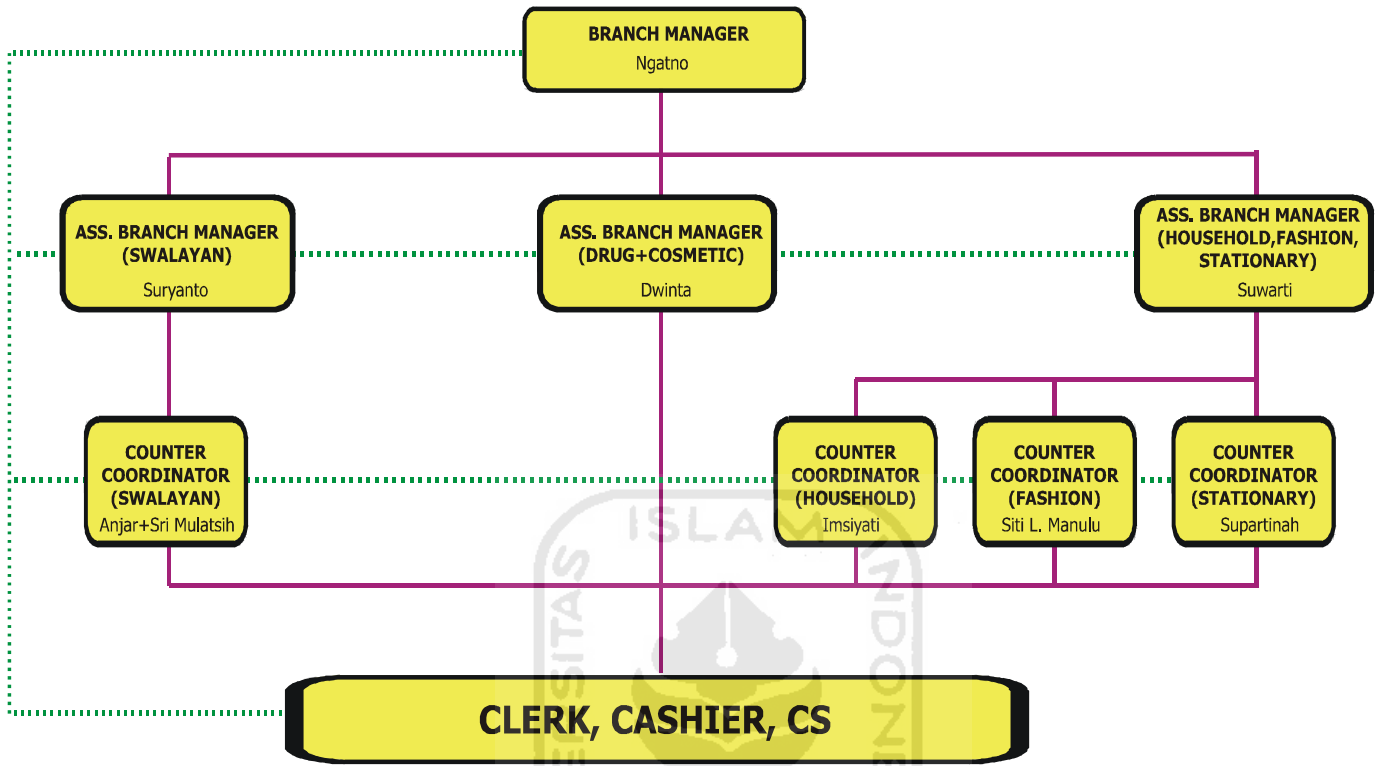 BRANCH MANAGER
Ngatno
ASS. BRANCH MANAGER
(SWALAYAN)
Suryanto
ASS. BRANCH MANAGER
(DRUG+COSMETIC)
Dwinta
ASS. BRANCH MANAGER
(HOUSEHOLD,FASHION,
STATIONARY)
Suwarti
COUNTER
COORDINATOR
(SWALAYAN)
Anjar+Sri Mulatsih
COUNTER
COORDINATOR
(HOUSEHOLD)
Imsiyati
COUNTER
COORDINATOR
(FASHION)
Siti L. Manulu
COUNTER
COORDINATOR
(STATIONARY)
Supartinah
CLERK, CASHIER, CS
ISLAM